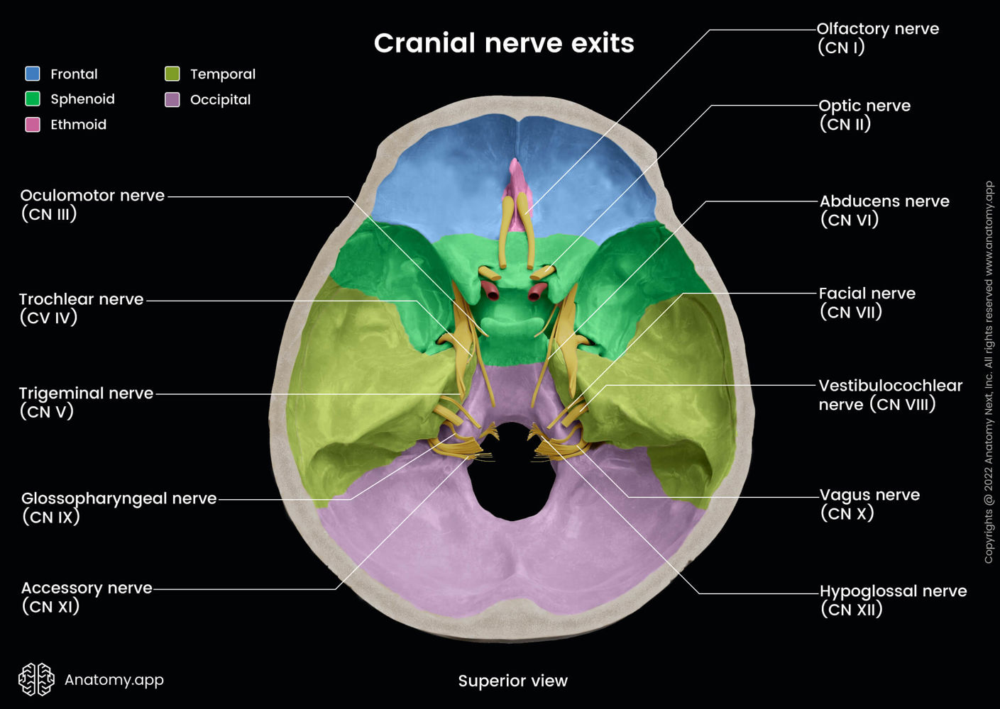 Cranial nerve exits
Frontal
Sphenoid
Ethmoid
Temporal
Occipital
Oculomotor nerve
(CN III)
Trochlear nerve
(CV IV)
Trigeminal nerve
(CN V)
Glossopharyngeal nerve
(CN IX)
Accessory nerve
(CN XI)
Olfactory nerve
(CN I)
Optic nerve
(CN II)
Abducens nerve
(CN VI)
Facial nerve
(CN VII)
Vestibulocochlear
nerve (CN VIII)
Vagus nerve
(CN X)
Hypoglossal nerve
(CN XII)
Anatomy.app
Superior view
Copyrights @ 2022 Anatomy Next, Inc. All rights reserved www.anatomy.app